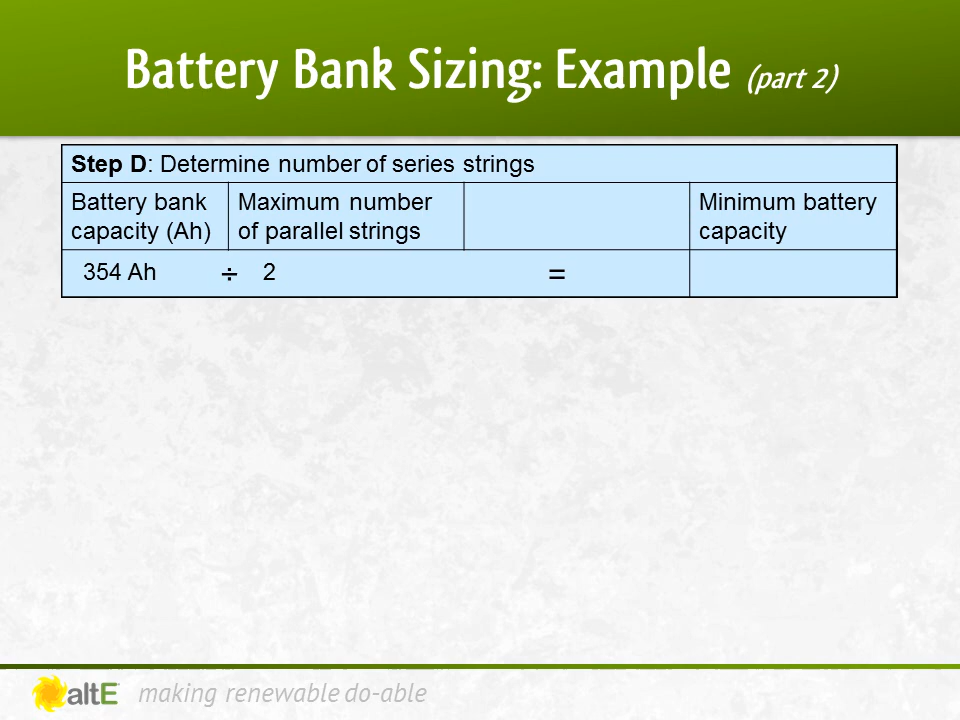 Battery Bank Sizing: Example (part 2)
Step D: Determine number of series strings
Battery bank
capacity (Ah)
Maximum number
of parallel strings
Minimum battery
capacity
354 Ah ÷ 2 =
altE making renewable do-able